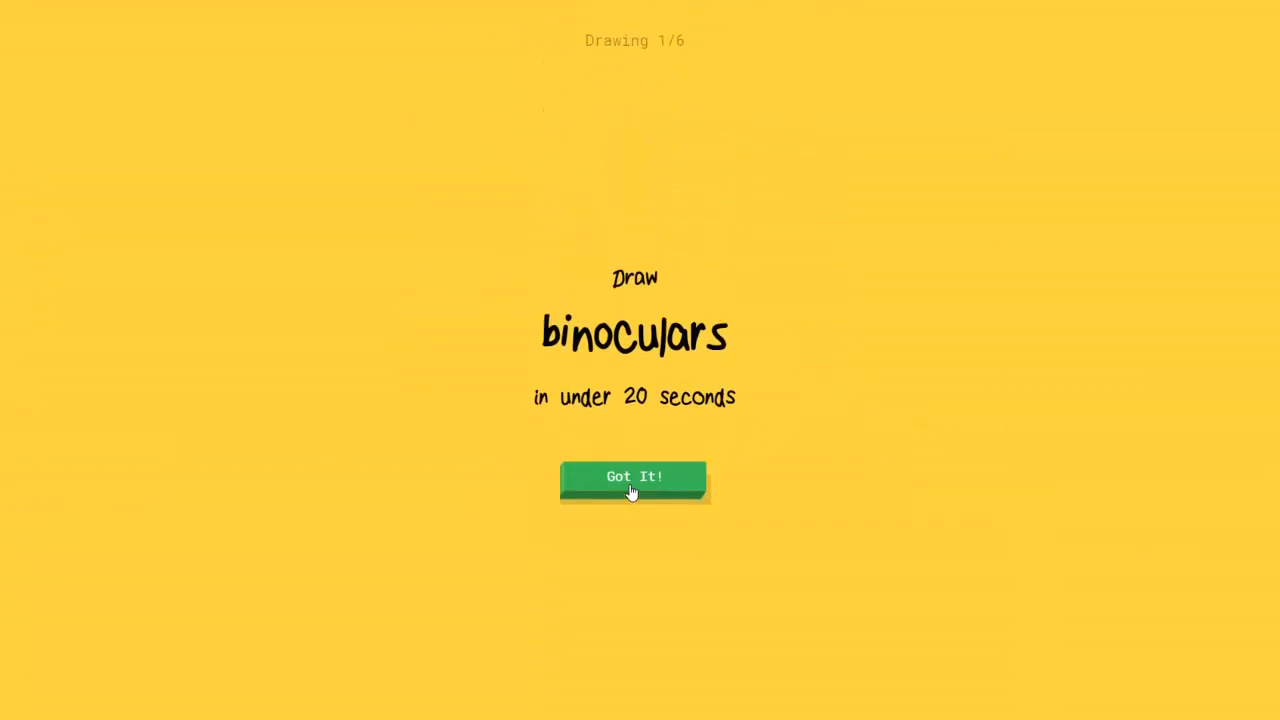 Drawing 1/6
Draw
binoculars
in under 20 seconds
Got It!